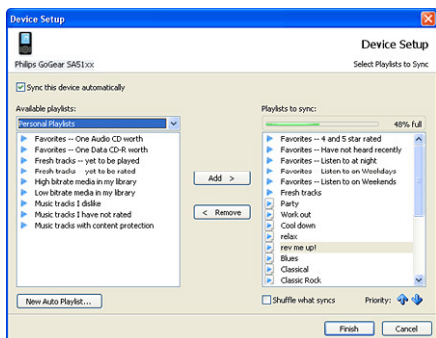 Device Setup
Device Setup
Philips GoGear SA51xx
Select Playlists to Sync
Sync this device automatically
Available playlists:
Personal Playlists
Favorites -- One Audio CD worth
Favorites -- One Data CD-R worth
Fresh tracks -- yet to be played
Fresh tracks -- yet to be rated
High bitrate media in my library
Low bitrate media in my library
Music tracks I dislike
Music tracks I have not rated
Music tracks with content protection
New Auto Playlist...
Add >
< Remove
Playlists to sync:
48% full
Favorites -- 4 and 5 star rated
Favorites -- Have not heard recently
Favorites -- Listen to at night
Favorites -- Listen to on Weekdays
Favorites -- Listen to on Weekends
Fresh tracks
Party
Work out
Cool down
relax
rev me up!
Blues
Classical
Classic Rock
Shuffle what syncs
Priority:
Finish
Cancel